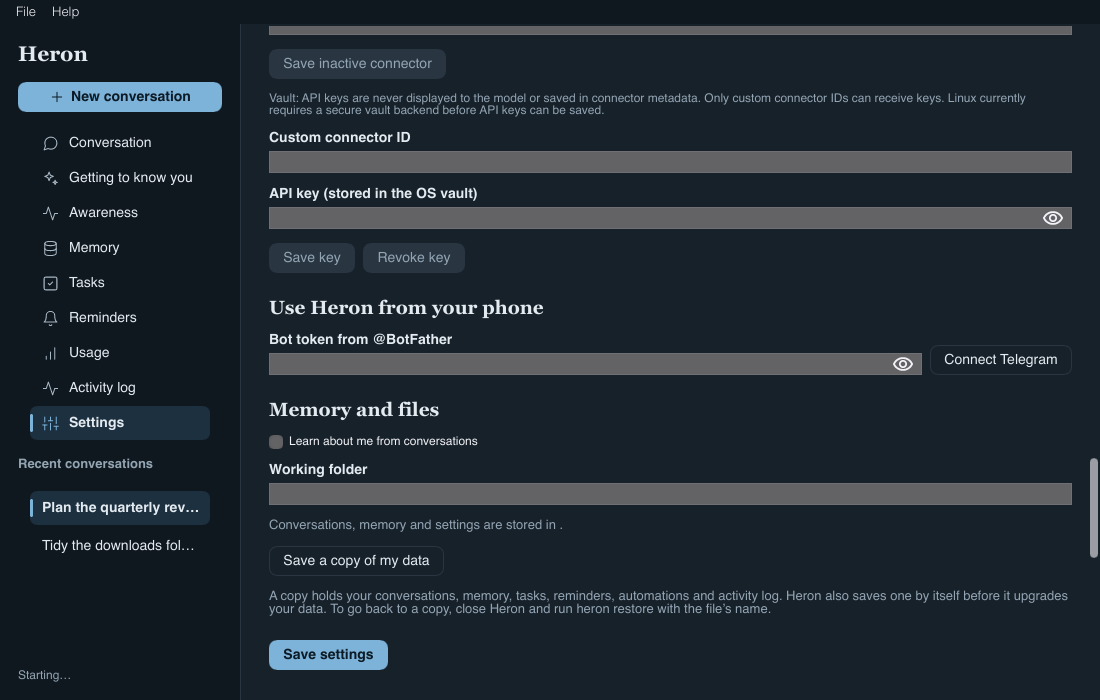 File Help
Heron
New conversation
Conversation
Getting to know you
Awareness
Memory
Tasks
Reminders
Usage
Activity log
Settings
Recent conversations
Plan the quarterly rev…
Tidy the downloads fol…
Starting…
Save inactive connector
Vault: API keys are never displayed to the model or saved in connector metadata. Only custom connector IDs can receive keys. Linux currently
requires a secure vault backend before API keys can be saved.
Custom connector ID
API key (stored in the OS vault)
Save key Revoke key
Use Heron from your phone
Bot token from @BotFather
Connect Telegram
Memory and files
Learn about me from conversations
Working folder
Conversations, memory and settings are stored in .
Save a copy of my data
A copy holds your conversations, memory, tasks, reminders, automations and activity log. Heron also saves one by itself before it upgrades
your data. To go back to a copy, close Heron and run heron restore with the file’s name.
Save settings